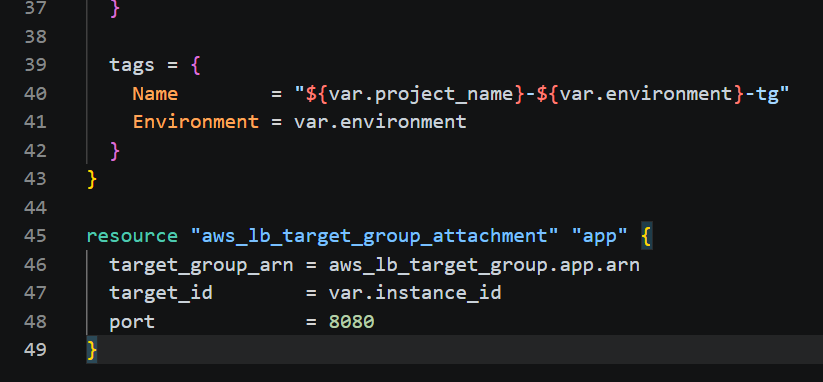 37   }
38
39   tags = {
40     Name        = "${var.project_name}-${var.environment}-tg"
41     Environment = var.environment
42   }
43 }
44
45 resource "aws_lb_target_group_attachment" "app" {
46   target_group_arn = aws_lb_target_group.app.arn
47   target_id        = var.instance_id
48   port             = 8080
49 }